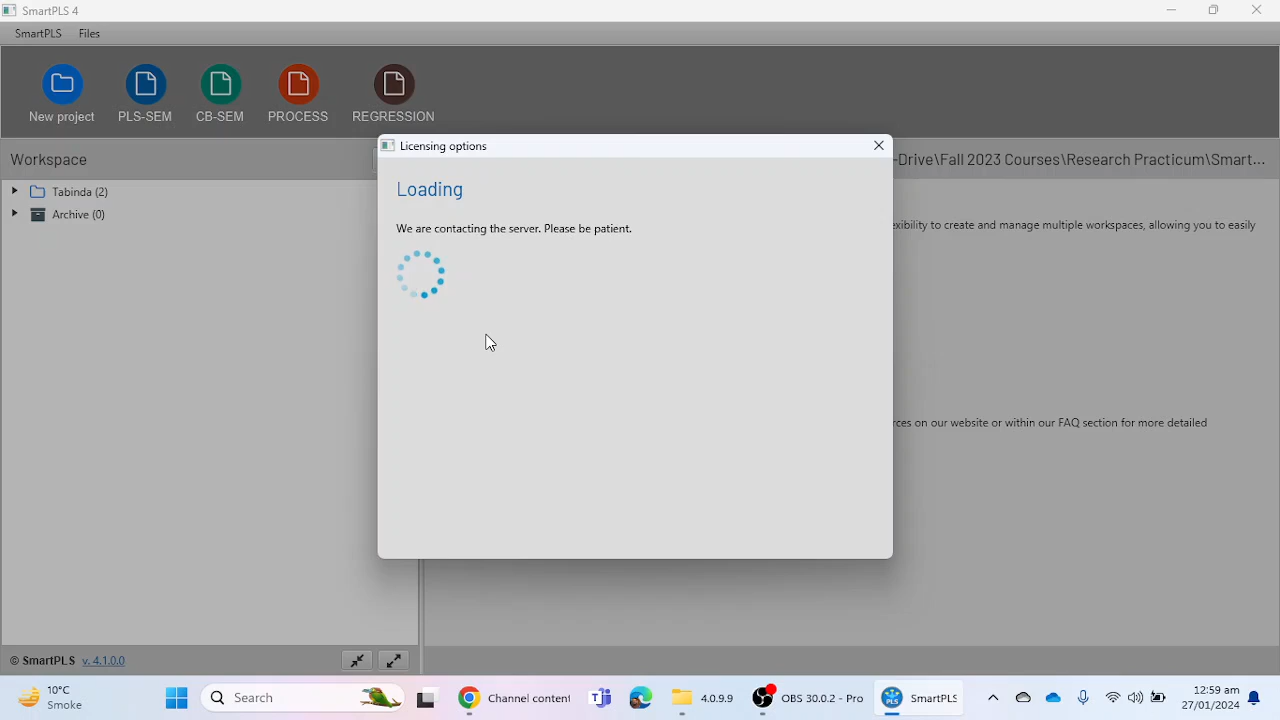 SmartPLS 4
SmartPLS Files
New project PLS-SEM CB-SEM PROCESS REGRESSION
Workspace
-Drive\Fall 2023 Courses\Research Practicum\Smart...
Tabinda (2)
Archive (0)
Licensing options
Loading
We are contacting the server. Please be patient.
exibility to create and manage multiple workspaces, allowing you to easily
rces on our website or within our FAQ section for more detailed
© SmartPLS v. 4.1.0.0
10°C
Smoke
Search
Channel content
4.0.9.9
OBS 30.0.2 - Pro
SmartPLS
12:59 am
27/01/2024